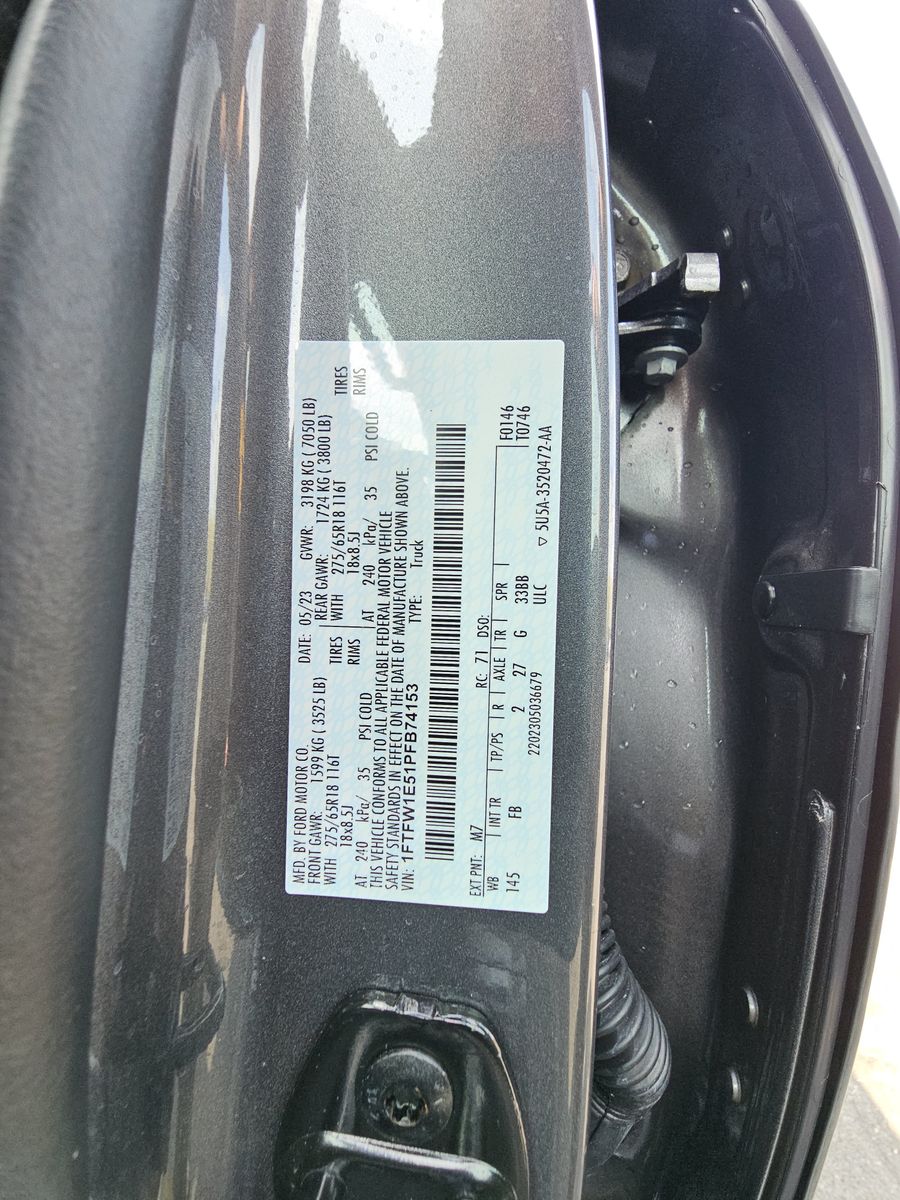 MFD. BY FORD MOTOR CO. DATE: 05/23 GVWR: 3198 KG ( 7050 LB)
FRONT GAWR: 1599 KG ( 3525 LB) REAR GAWR: 1724 KG ( 3800 LB)
WITH 275/65R18 116T TIRES WITH 275/65R18 116T TIRES
18x8.5J RIMS 18x8.5J RIMS
AT 240 kPa/ 35 PSI COLD AT 240 kPa/ 35 PSI COLD
THIS VEHICLE CONFORMS TO ALL APPLICABLE FEDERAL MOTOR VEHICLE
SAFETY STANDARDS IN EFFECT ON THE DATE OF MANUFACTURE SHOWN ABOVE.
VIN: 1FTFW1E51PFB74153 TYPE: Truck
EXT PNT: M7 RC: 71 DSO: F0146
WB INT TR TP/PS R AXLE TR SPR T0746
145 FB 2 27 G 33BB
ULC
2202305036679 ▽ 5U5A-3520472-AA